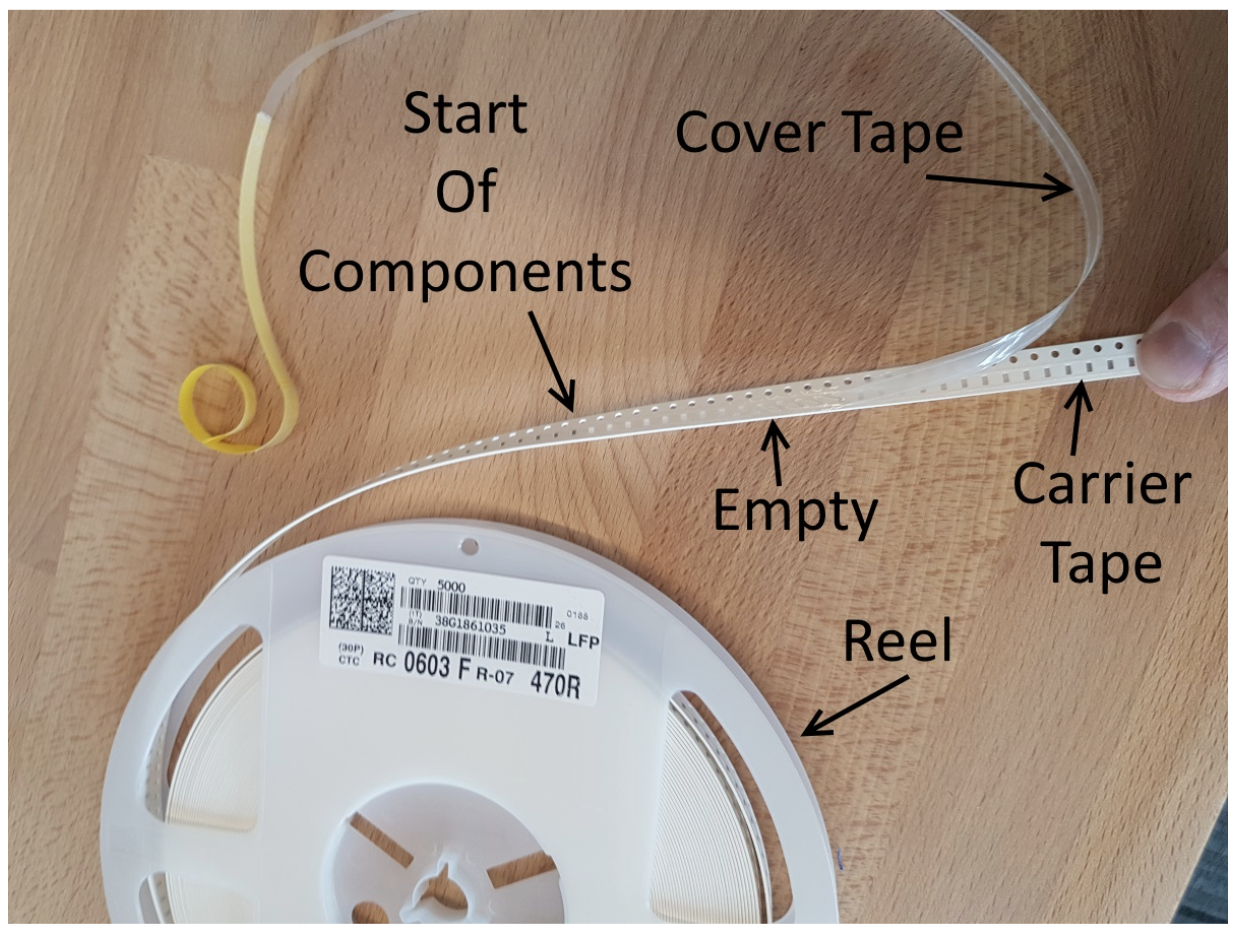 Start
Of
Components
Cover Tape
Empty
Carrier
Tape
Reel
QTY 5000
0188
(1T)
S/N 38G1861035
26
L LFP
(30P)
CTC RC 0603 F R-07 470R